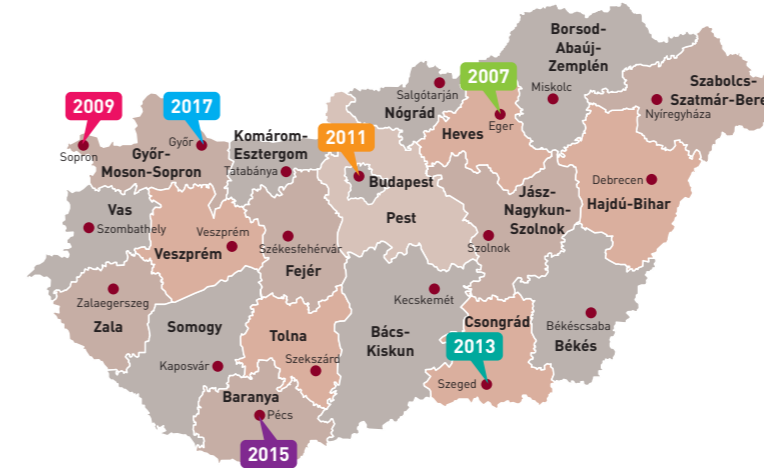 Borsod-
Abaúj-
Zemplén
2007
Salgótarján
Miskolc
Szabolcs-
Szatmár-Bere
Nyíregyháza
2009
2017
Nógrád
Heves
Eger
Komárom-
Esztergom
2011
Sopron
Győr
Győr-
Moson-Sopron
Tatabánya
Budapest
Debrecen
Hajdú-Bihar
Jász-
Nagykun-
Szolnok
Vas
Szombathely
Veszprém
Veszprém
Pest
Székesfehérvár
Fejér
Szolnok
Zalaegerszeg
Zala
Somogy
Kecskemét
Tolna
Bács-
Kiskun
Csongrád
2013
Békéscsaba
Békés
Kaposvár
Szekszárd
Szeged
Baranya
Pécs
2015